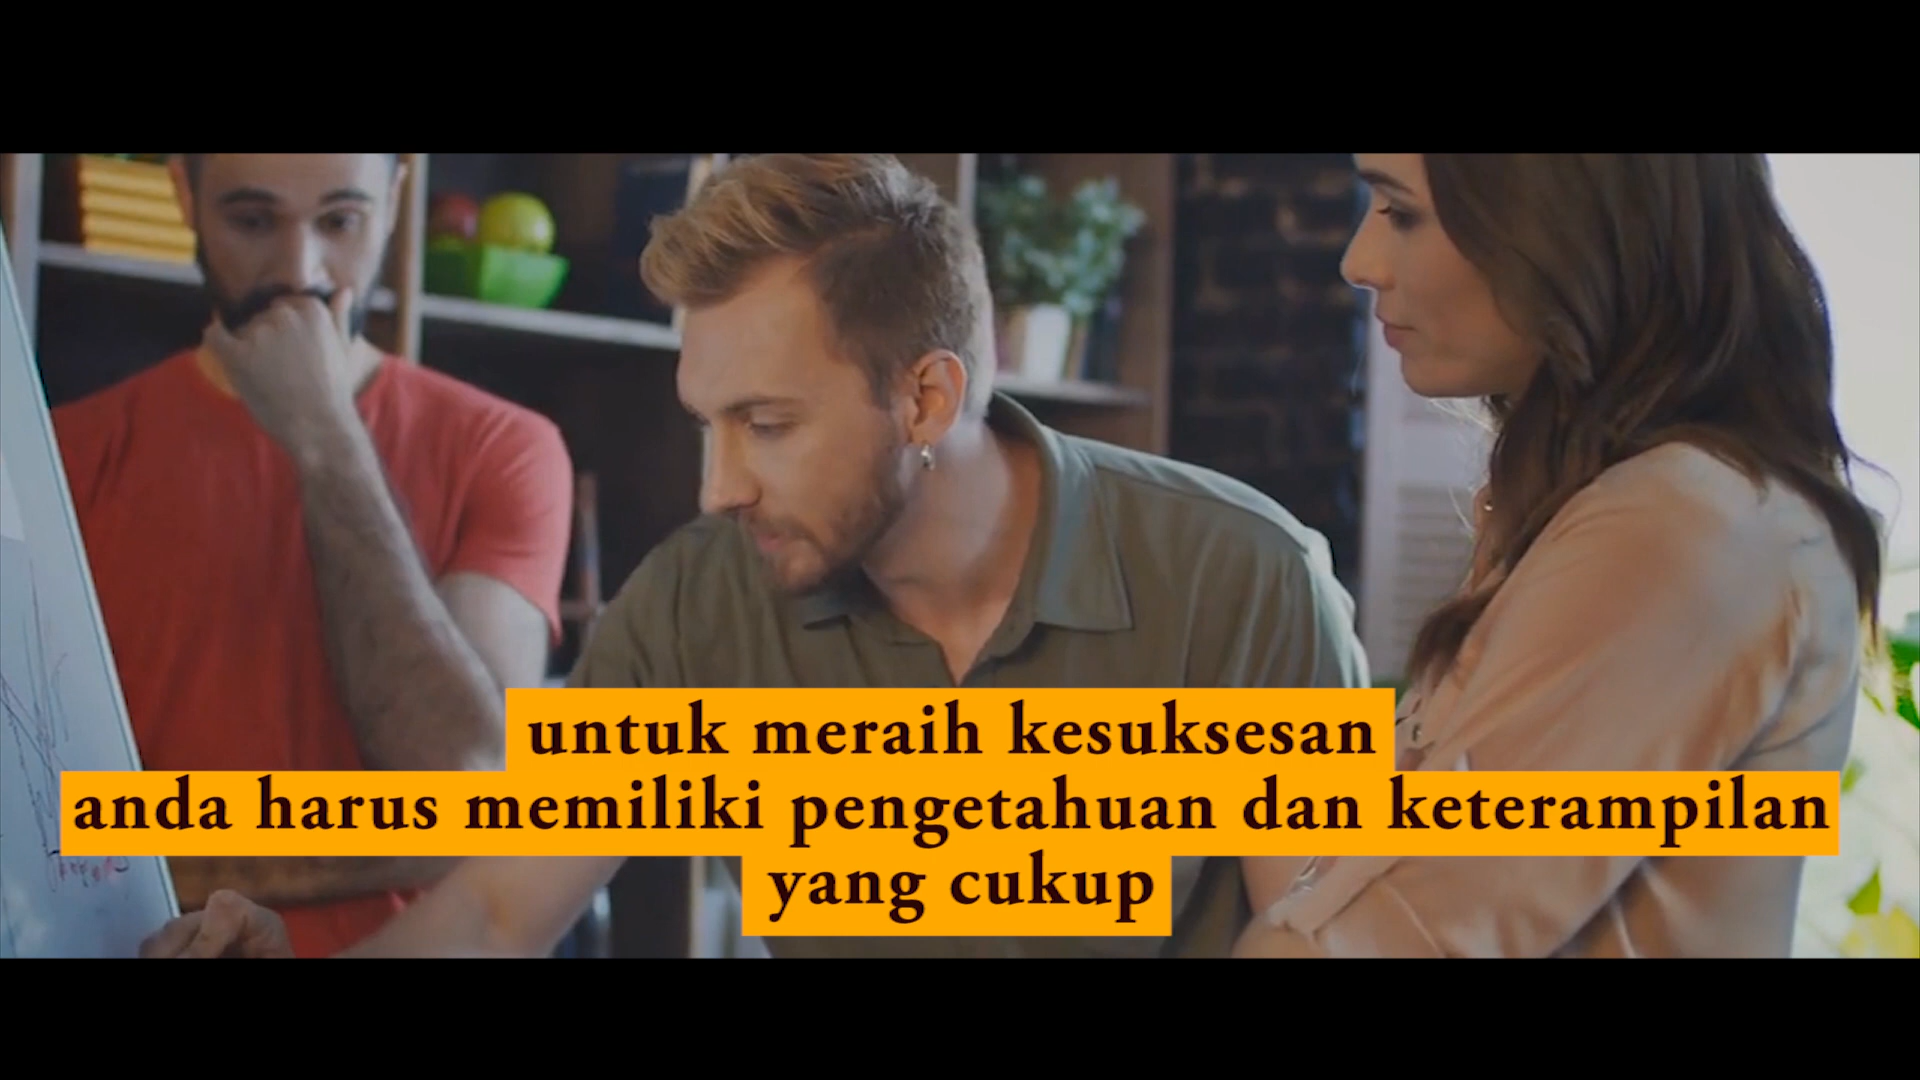 untuk meraih kesuksesan
anda harus memiliki pengetahuan dan keterampilan
yang cukup